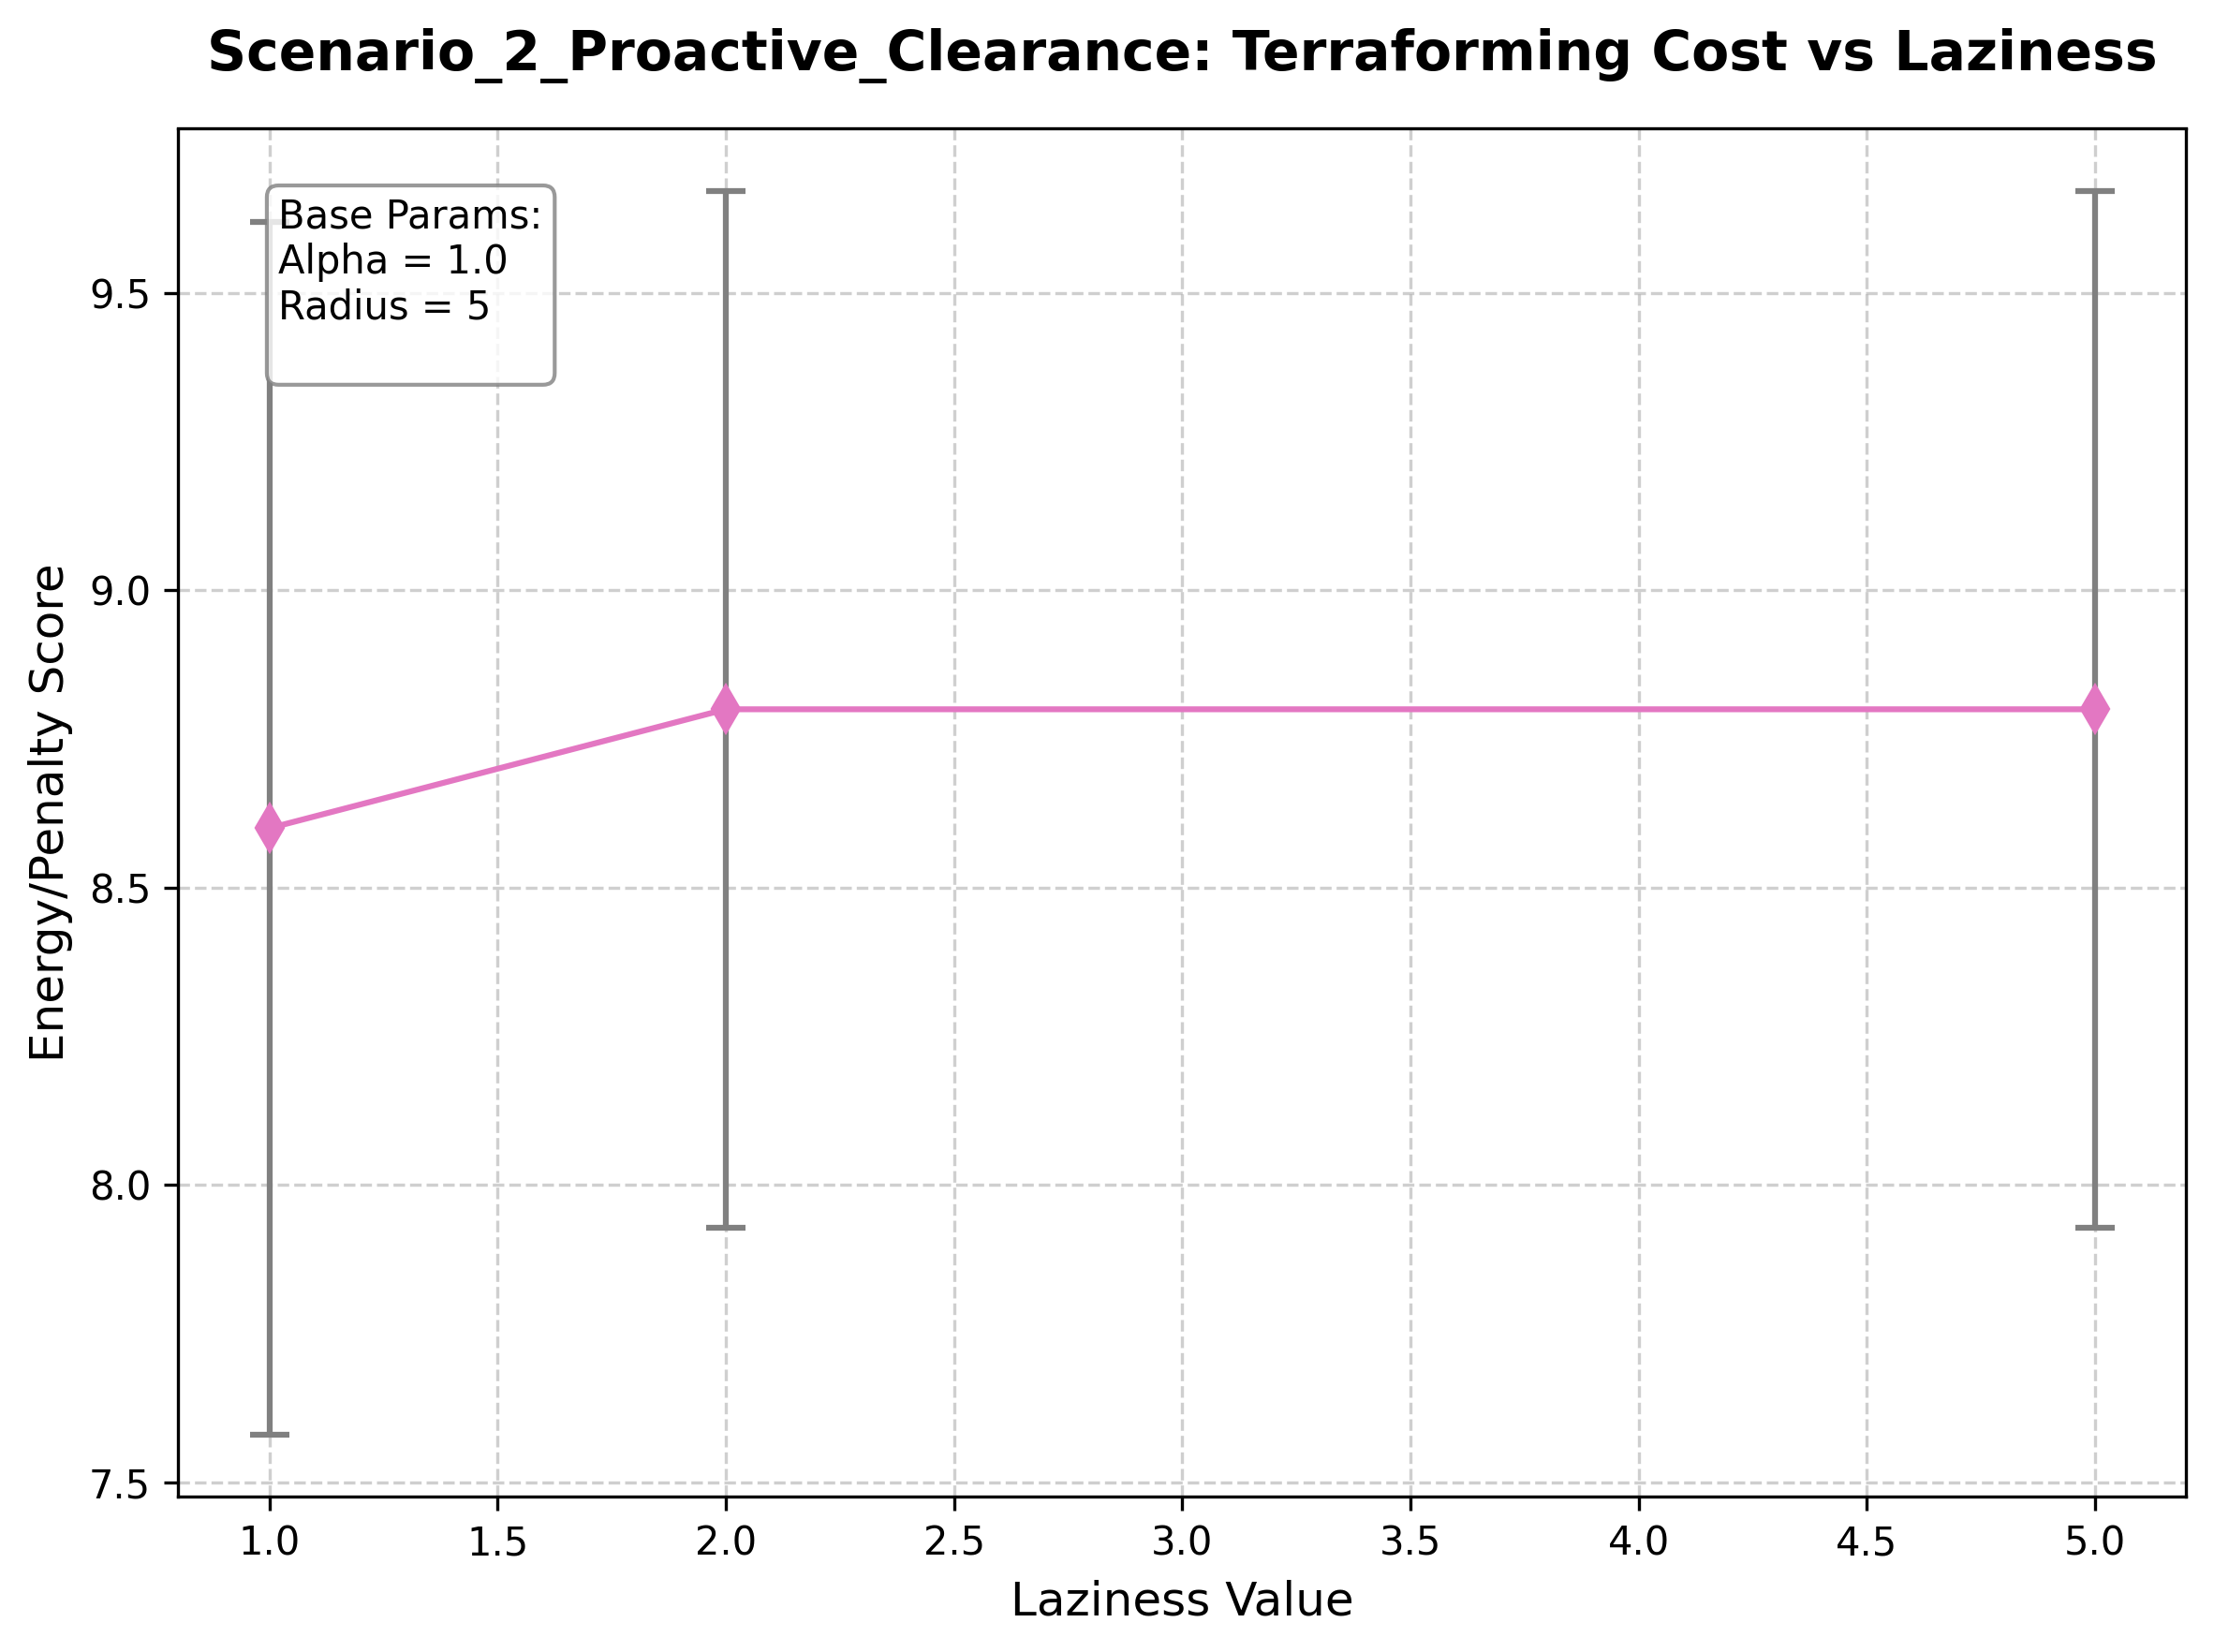 Scenario_2_Proactive_Clearance: Terraforming Cost vs Laziness
Base Params:
Alpha = 1.0
Radius = 5
9.5
9.0
8.5
8.0
7.5
Energy/Penalty Score
1.0 1.5 2.0 2.5 3.0 3.5 4.0 4.5 5.0
Laziness Value